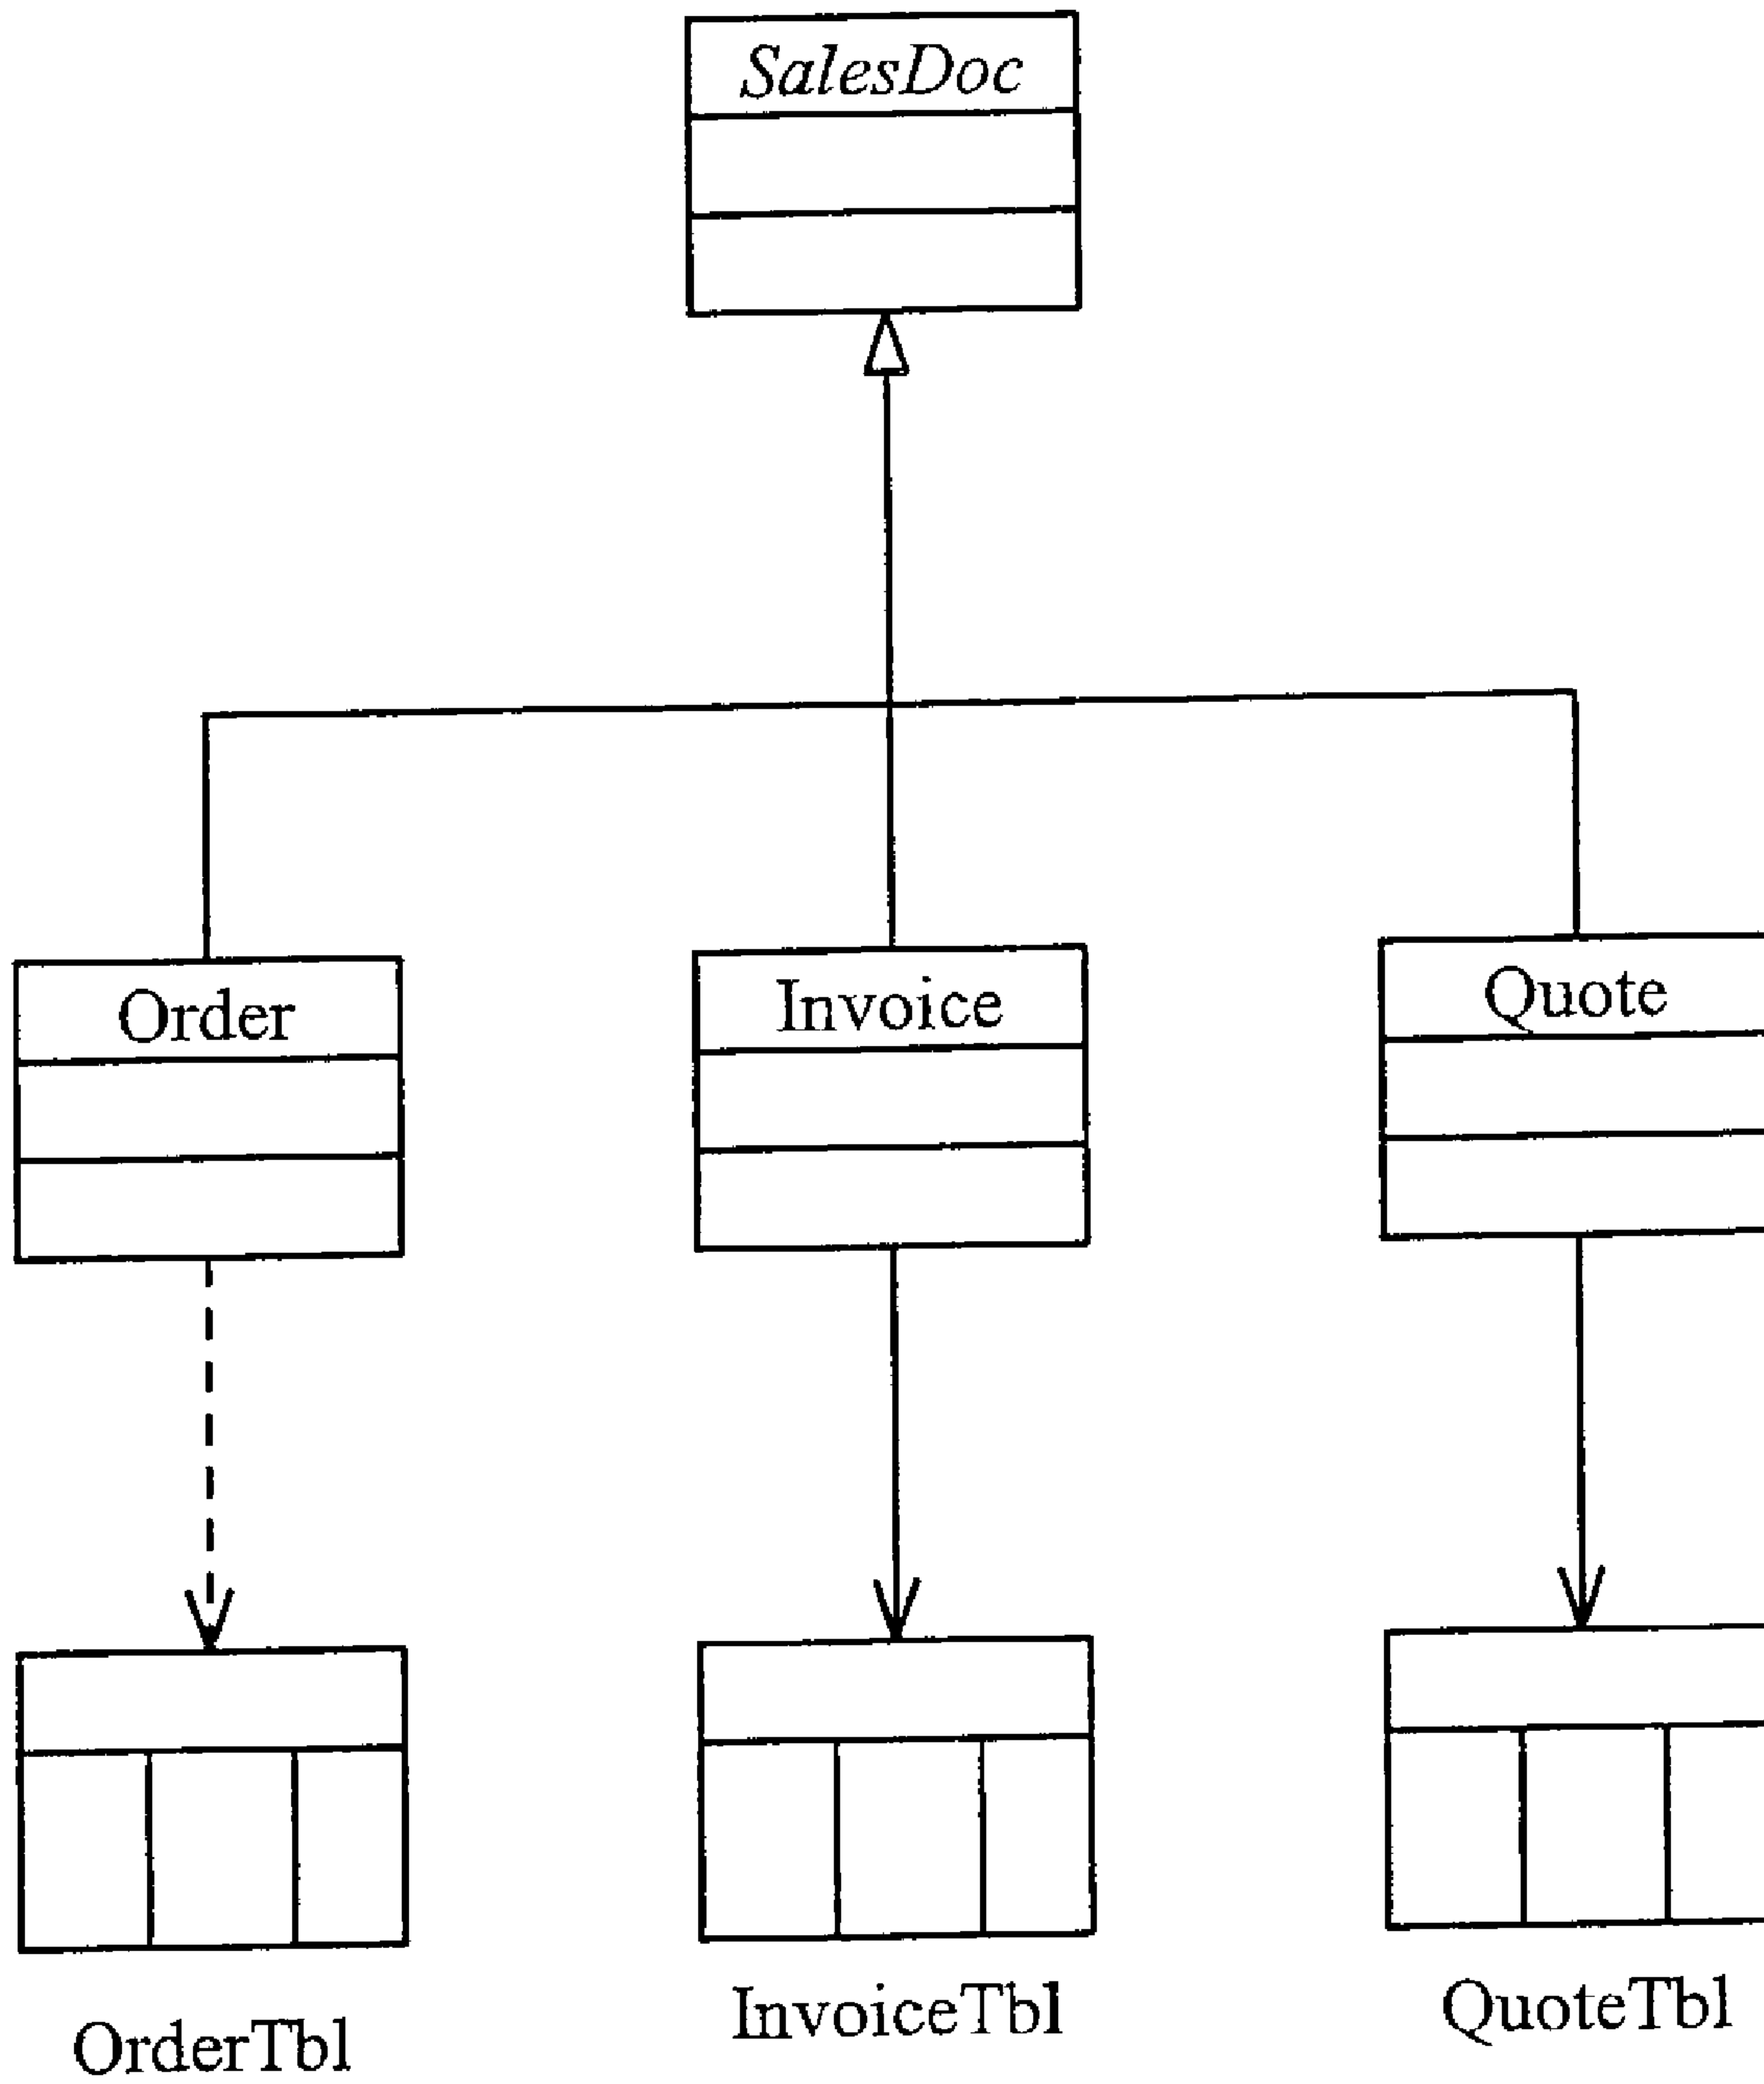 SalesDoc
Order
Invoice
Quote
OrderTbl
InvoiceTbl
QuoteTbl